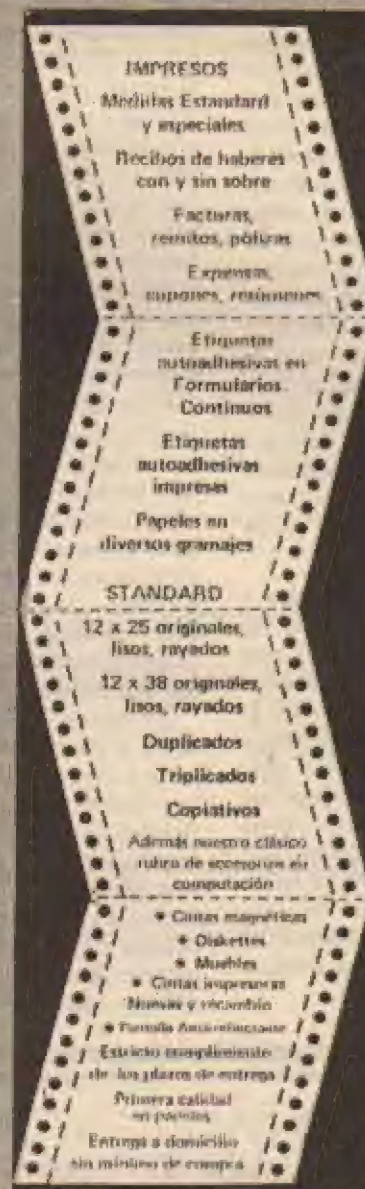 IMPRESOS
Medidas Estandard
y especiales
Recibos de haberes
con y sin sobre
Facturas,
remitos, pólizas
Expensas,
cupones, resúmenes
Etiquetas
autoadhesivas en
Formularios
Continuos
Etiquetas
autoadhesivas
impresas
Papeles en
diversos gramajes
STANDARD
12 x 25 originales,
lisos, rayados
12 x 38 originales,
lisos, rayados
Duplicados
Triplicados
Copiativos
Además nuestro clásico
rubro de accesorios en
computación
• Cintas magnéticas
• Diskettes
• Muebles
• Cintas impresoras
Nuevas y recambio
• Pantalla Antirreflectante
Estricto cumplimiento
de los plazos de entrega
Primera calidad
en papeles
Entrega a domicilio
sin mínimo de compra